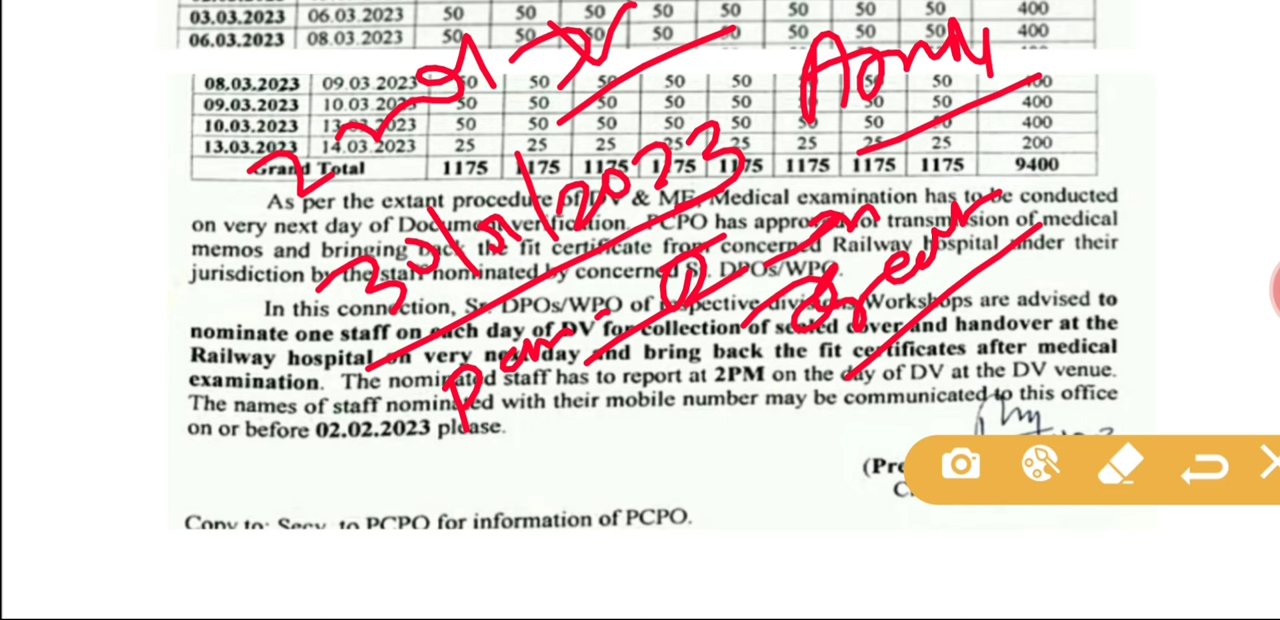 03.03.2023 06.03.2023 50 50 50 50 50 50 50 50 400
06.03.2023 08.03.2023 50 50 50 50 50 50 50 50 400
08.03.2023 09.03.2023 50 50 50 50 50 50 50 400
09.03.2023 10.03.2023 50 50 50 50 50 50 50 400
10.03.2023 13.03.2023 50 50 50 50 50 50 50 50 400
13.03.2023 14.03.2023 25 25 25 25 25 25 25 25 200
Grand Total 1175 1175 1175 1175 1175 1175 1175 1175 9400
As per the extant procedure of DV & ME, Medical examination has to be conducted
on very next day of Document verification. PCPO has approved for transmission of medical
memos and bringing back the fit certificate from concerned Railway hospital under their
jurisdiction by the staff nominated by concerned Sr. DPOs/WPO.
In this connection, Sr. DPOs/WPO of respective divisions/Workshops are advised to
nominate one staff on each day of DV for collection of sealed cover and handover at the
Railway hospital on very next day and bring back the fit certificates after medical
examination. The nominated staff has to report at 2PM on the day of DV at the DV venue.
The names of staff nominated with their mobile number may be communicated to this office
on or before 02.02.2023 please.
30/01/2023
(Pre
C
Copy to: Secy. to PCPO for information of PCPO.